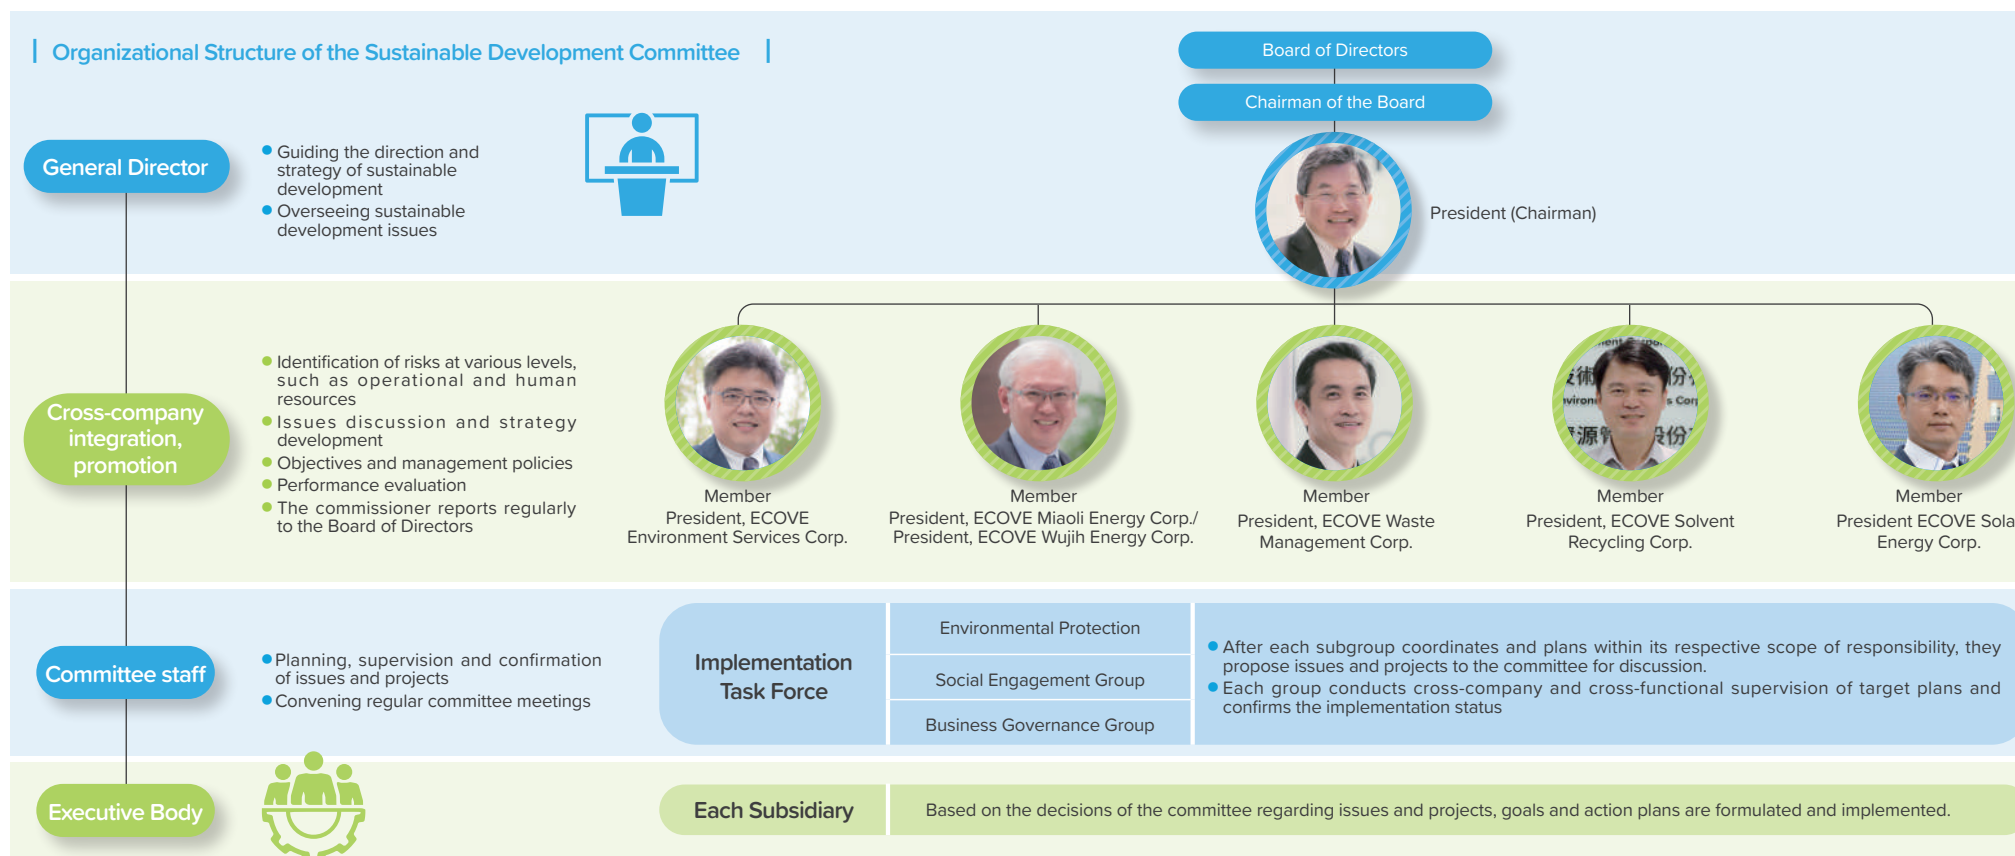 Organizational Structure of the Sustainable Development Committee
Board of Directors
Chairman of the Board
President (Chairman)
General Director
Guiding the direction and
strategy of sustainable
development
Overseeing sustainable
development issues
Cross-company
integration,
promotion
Identification of risks at various levels,
such as operational and human
resources
Issues discussion and strategy
development
Objectives and management policies
Performance evaluation
The commissioner reports regularly
to the Board of Directors
Member
President, ECOVE
Environment Services Corp.
Member
President, ECOVE Miaoli Energy Corp./
President, ECOVE Wujih Energy Corp.
Member
President, ECOVE Waste
Management Corp.
Member
President, ECOVE Solvent
Recycling Corp.
Member
President ECOVE Sola
Energy Corp.
Committee staff
Planning, supervision and confirmation
of issues and projects
Convening regular committee meetings
Implementation
Task Force
Environmental Protection
Social Engagement Group
Business Governance Group
After each subgroup coordinates and plans within its respective scope of responsibility, they
propose issues and projects to the committee for discussion.
Each group conducts cross-company and cross-functional supervision of target plans and
confirms the implementation status
Executive Body
Each Subsidiary
Based on the decisions of the committee regarding issues and projects, goals and action plans are formulated and implemented.